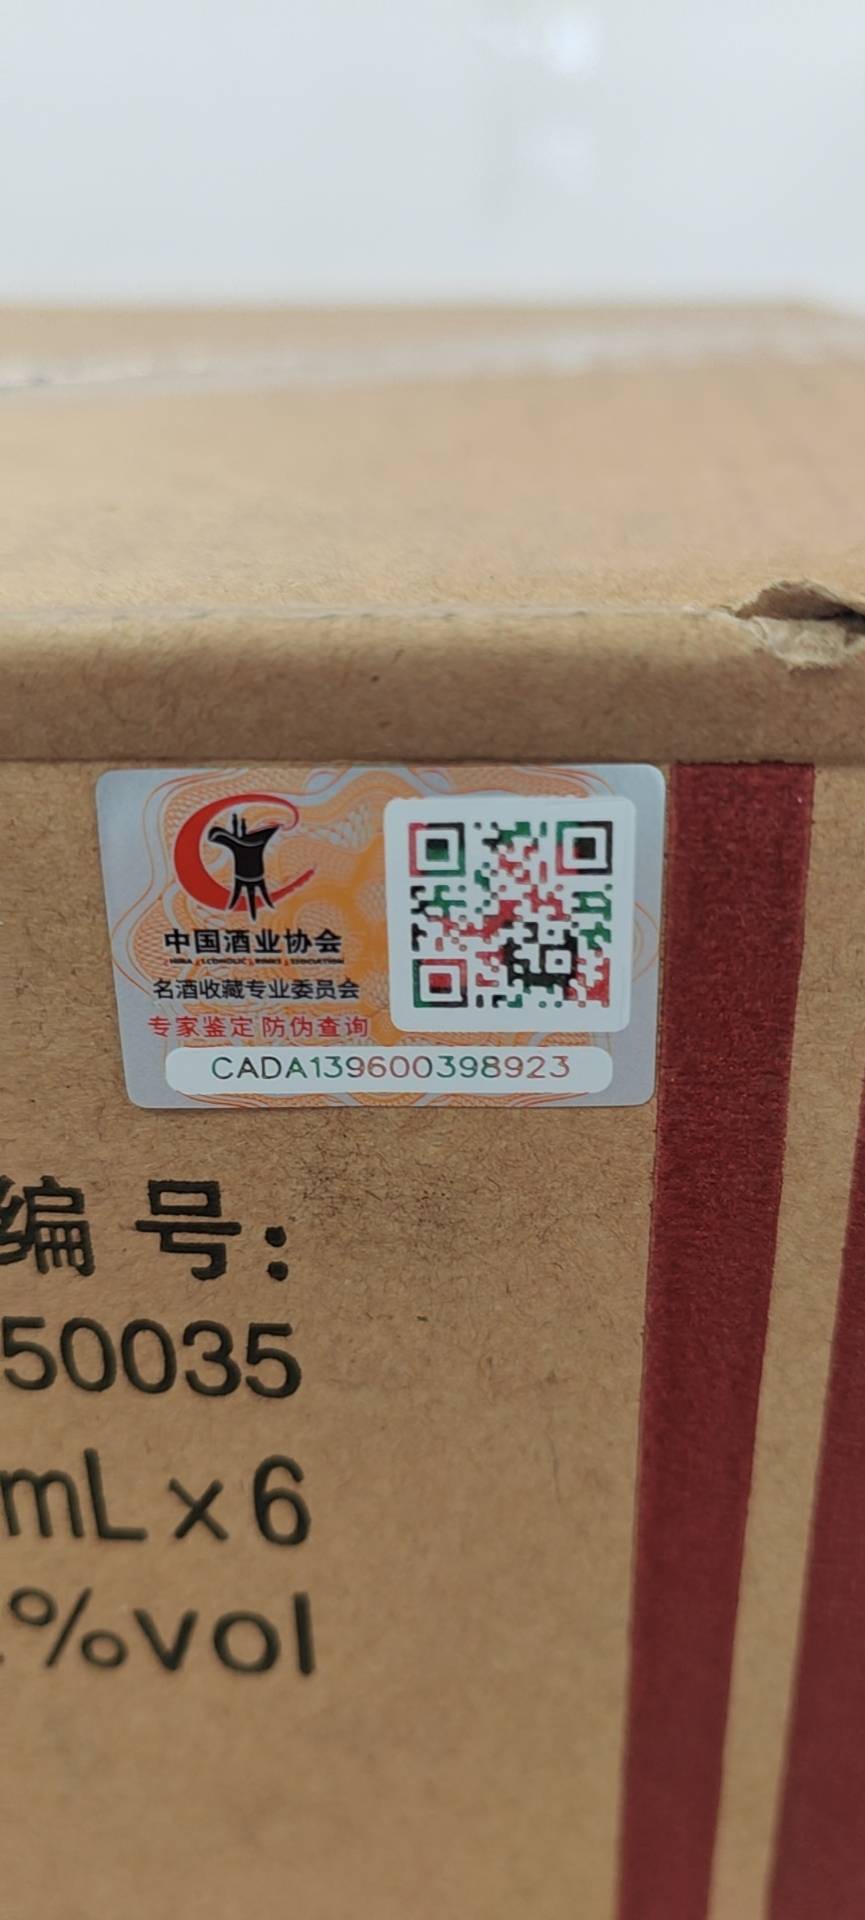 中国酒业协会
名酒收藏专业委员会
专家鉴定 防伪查询
CADA139600398923
编号:
50035
mL×6
%vol